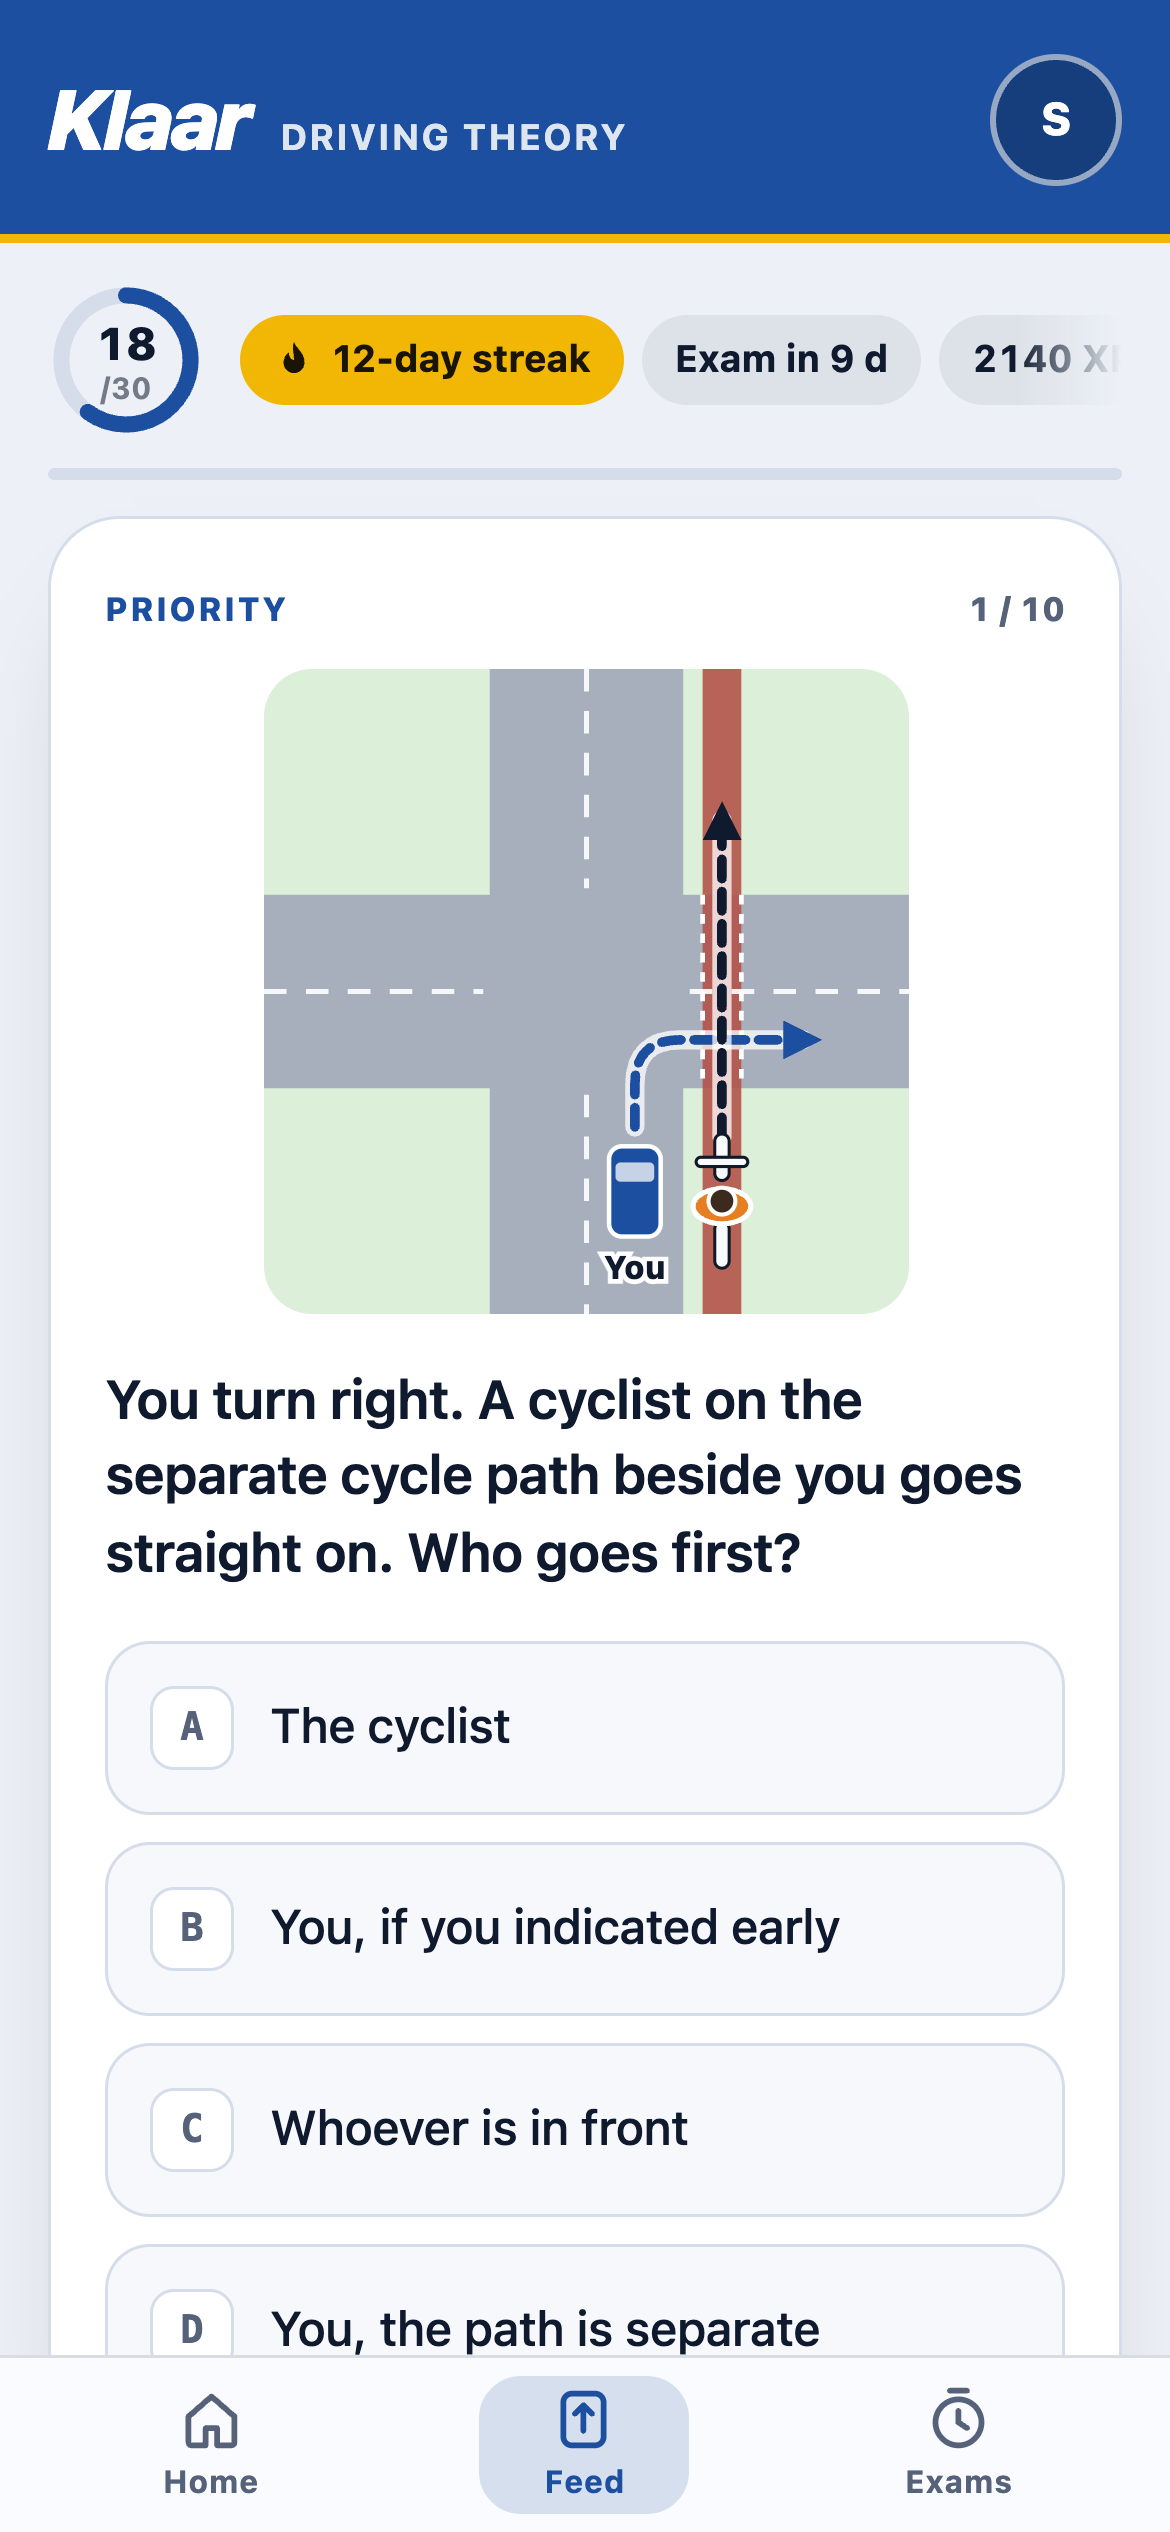 Klaar DRIVING THEORY
S
18
/30
12-day streak
Exam in 9 d
2140
PRIORITY
1 / 10
You
You turn right. A cyclist on the
separate cycle path beside you goes
straight on. Who goes first?
A The cyclist
B You, if you indicated early
C Whoever is in front
D You, the path is separate
Home
Feed
Exams